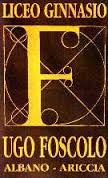 LICEO GINNASIO
F
UGO FOSCOLO
ALBANO - ARICCIA